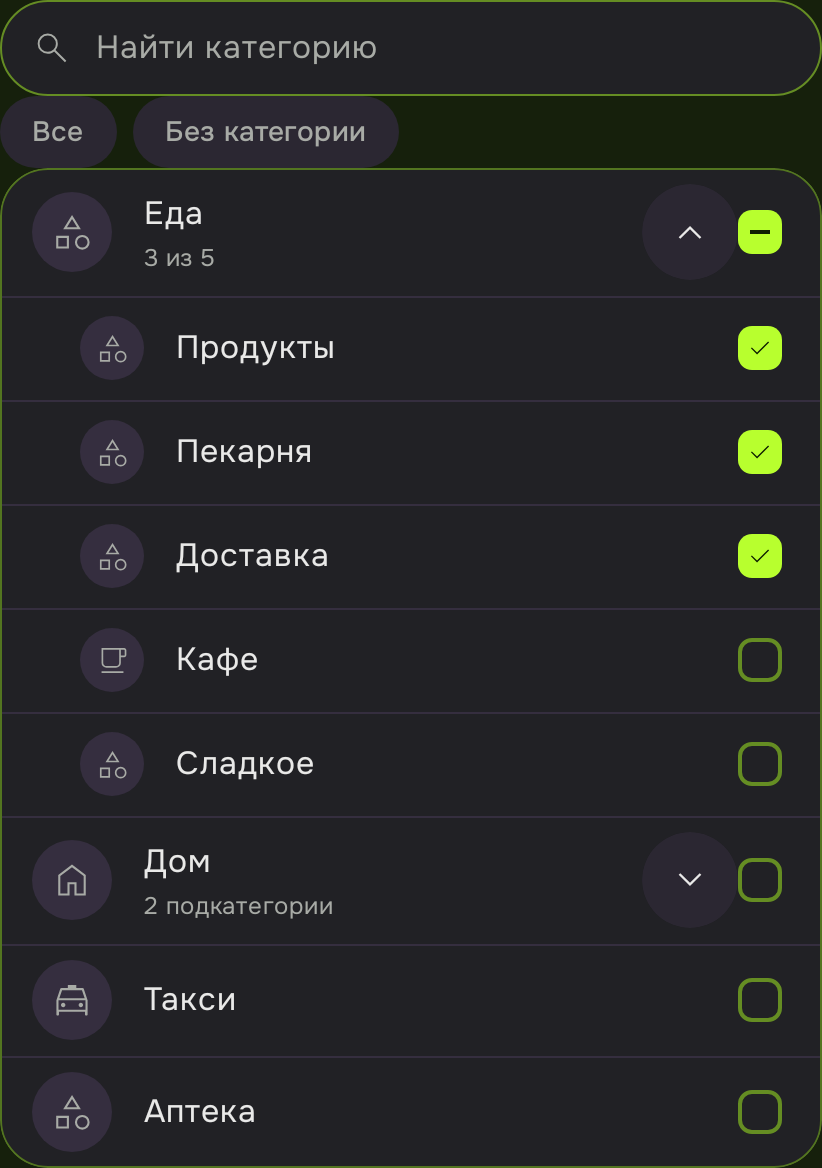 Найти категорию
Все
Без категории
Еда
3 из 5
Продукты
Пекарня
Доставка
Кафе
Сладкое
Дом
2 подкатегории
Такси
Аптека